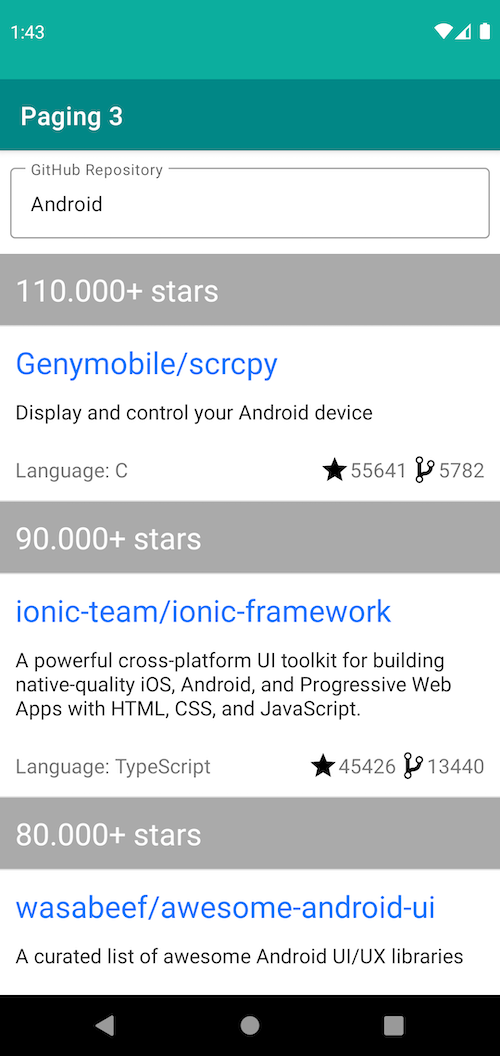 1:43
Paging 3
GitHub Repository
Android
110.000+ stars
Genymobile/scrcpy
Display and control your Android device
Language: C 55641 5782
90.000+ stars
ionic-team/ionic-framework
A powerful cross-platform UI toolkit for building
native-quality iOS, Android, and Progressive Web
Apps with HTML, CSS, and JavaScript.
Language: TypeScript 45426 13440
80.000+ stars
wasabeef/awesome-android-ui
A curated list of awesome Android UI/UX libraries